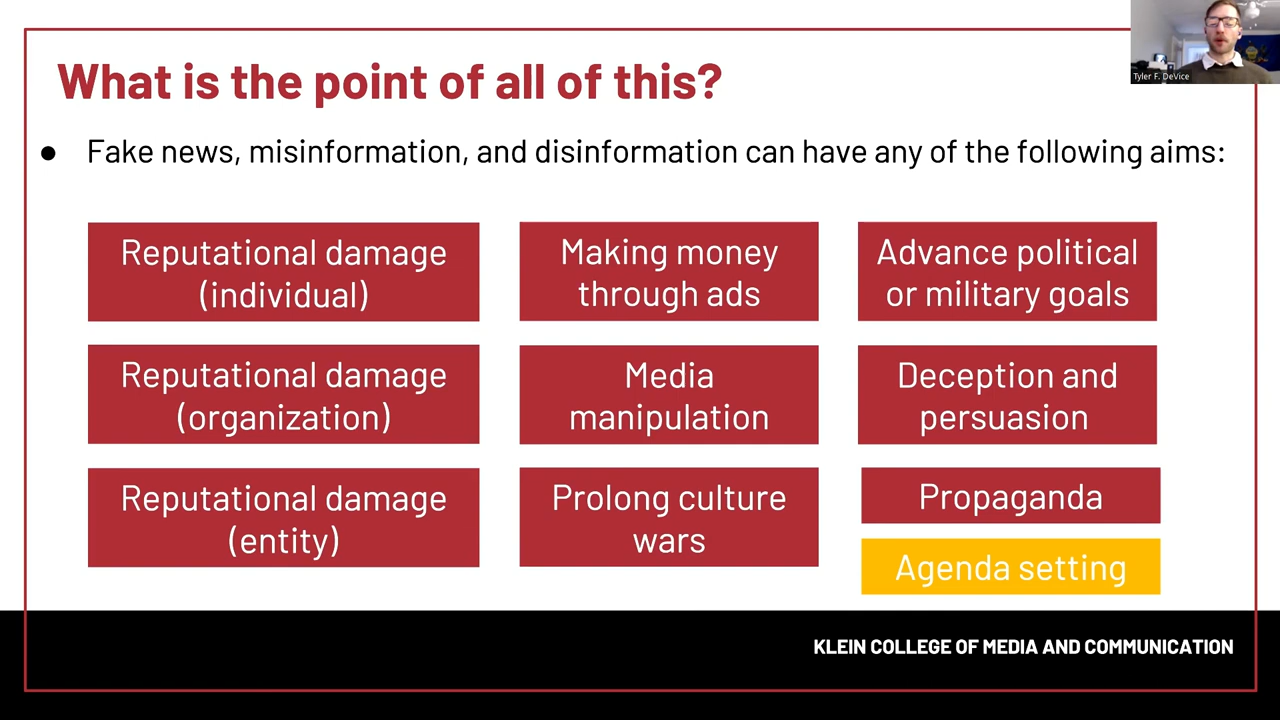 Tyler F. DeVice
What is the point of all of this?
● Fake news, misinformation, and disinformation can have any of the following aims:
Reputational damage
(individual)
Making money
through ads
Advance political
or military goals
Reputational damage
(organization)
Media
manipulation
Deception and
persuasion
Reputational damage
(entity)
Prolong culture
wars
Propaganda
Agenda setting
KLEIN COLLEGE OF MEDIA AND COMMUNICATION